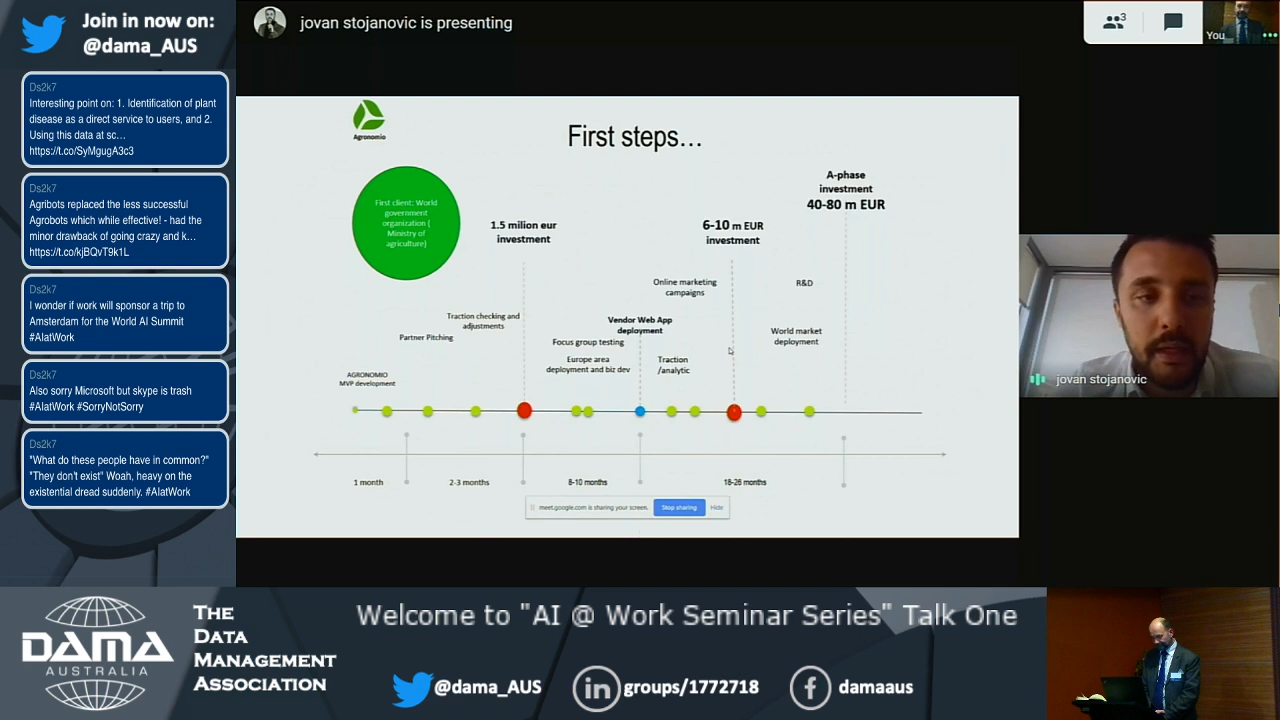 Join in now on:
@dama_AUS
Ds2k7
Interesting point on: 1. Identification of plant
disease as a direct service to users, and 2.
Using this data at sc...
https://t.co/SyMgugA3c3
Ds2k7
Agribots replaced the less successful
Agrobots which while effective! - had the
minor drawback of going crazy and k...
https://t.co/kjBQvT9k1L
Ds2k7
I wonder if work will sponsor a trip to
Amsterdam for the World AI Summit
#AIatWork
Ds2k7
Also sorry Microsoft but skype is trash
#AIatWork #SorryNotSorry
Ds2k7
"What do these people have in common?"
"They don't exist" Woah, heavy on the
existential dread suddenly. #AIatWork
jovan stojanovic is presenting
3
You
Agronomio
First steps...
First client: World
government
organization (
Ministry of
agriculture)
1.5 milion eur
investment
6-10 m EUR
investment
A-phase
investment
40-80 m EUR
Online marketing
campaigns
R&D
Traction checking and
adjustments
Partner Pitching
Vendor Web App
deployment
Focus group testing
Europe area
deployment and biz dev
Traction
/analytic
World market
deployment
AGRONOMIO
MVP development
1 month
2-3 months
8-10 months
18-26 months
meet.google.com is sharing your screen.
Stop sharing
Hide
jovan stojanovic
DAMA
AUSTRALIA
THE
DATA
MANAGEMENT
ASSOCIATION
Welcome to "AI @ Work Seminar Series" Talk One
@dama_AUS
in
groups/1772718
f
damaaus